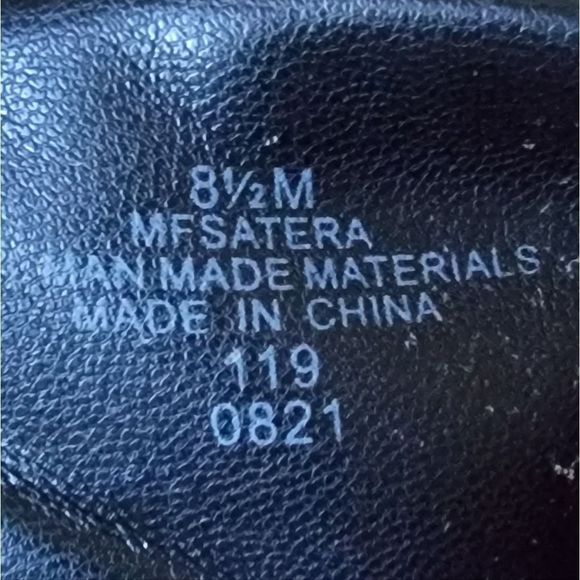 8½M
MFSATERA
MAN MADE MATERIALS
MADE IN CHINA
119
0821